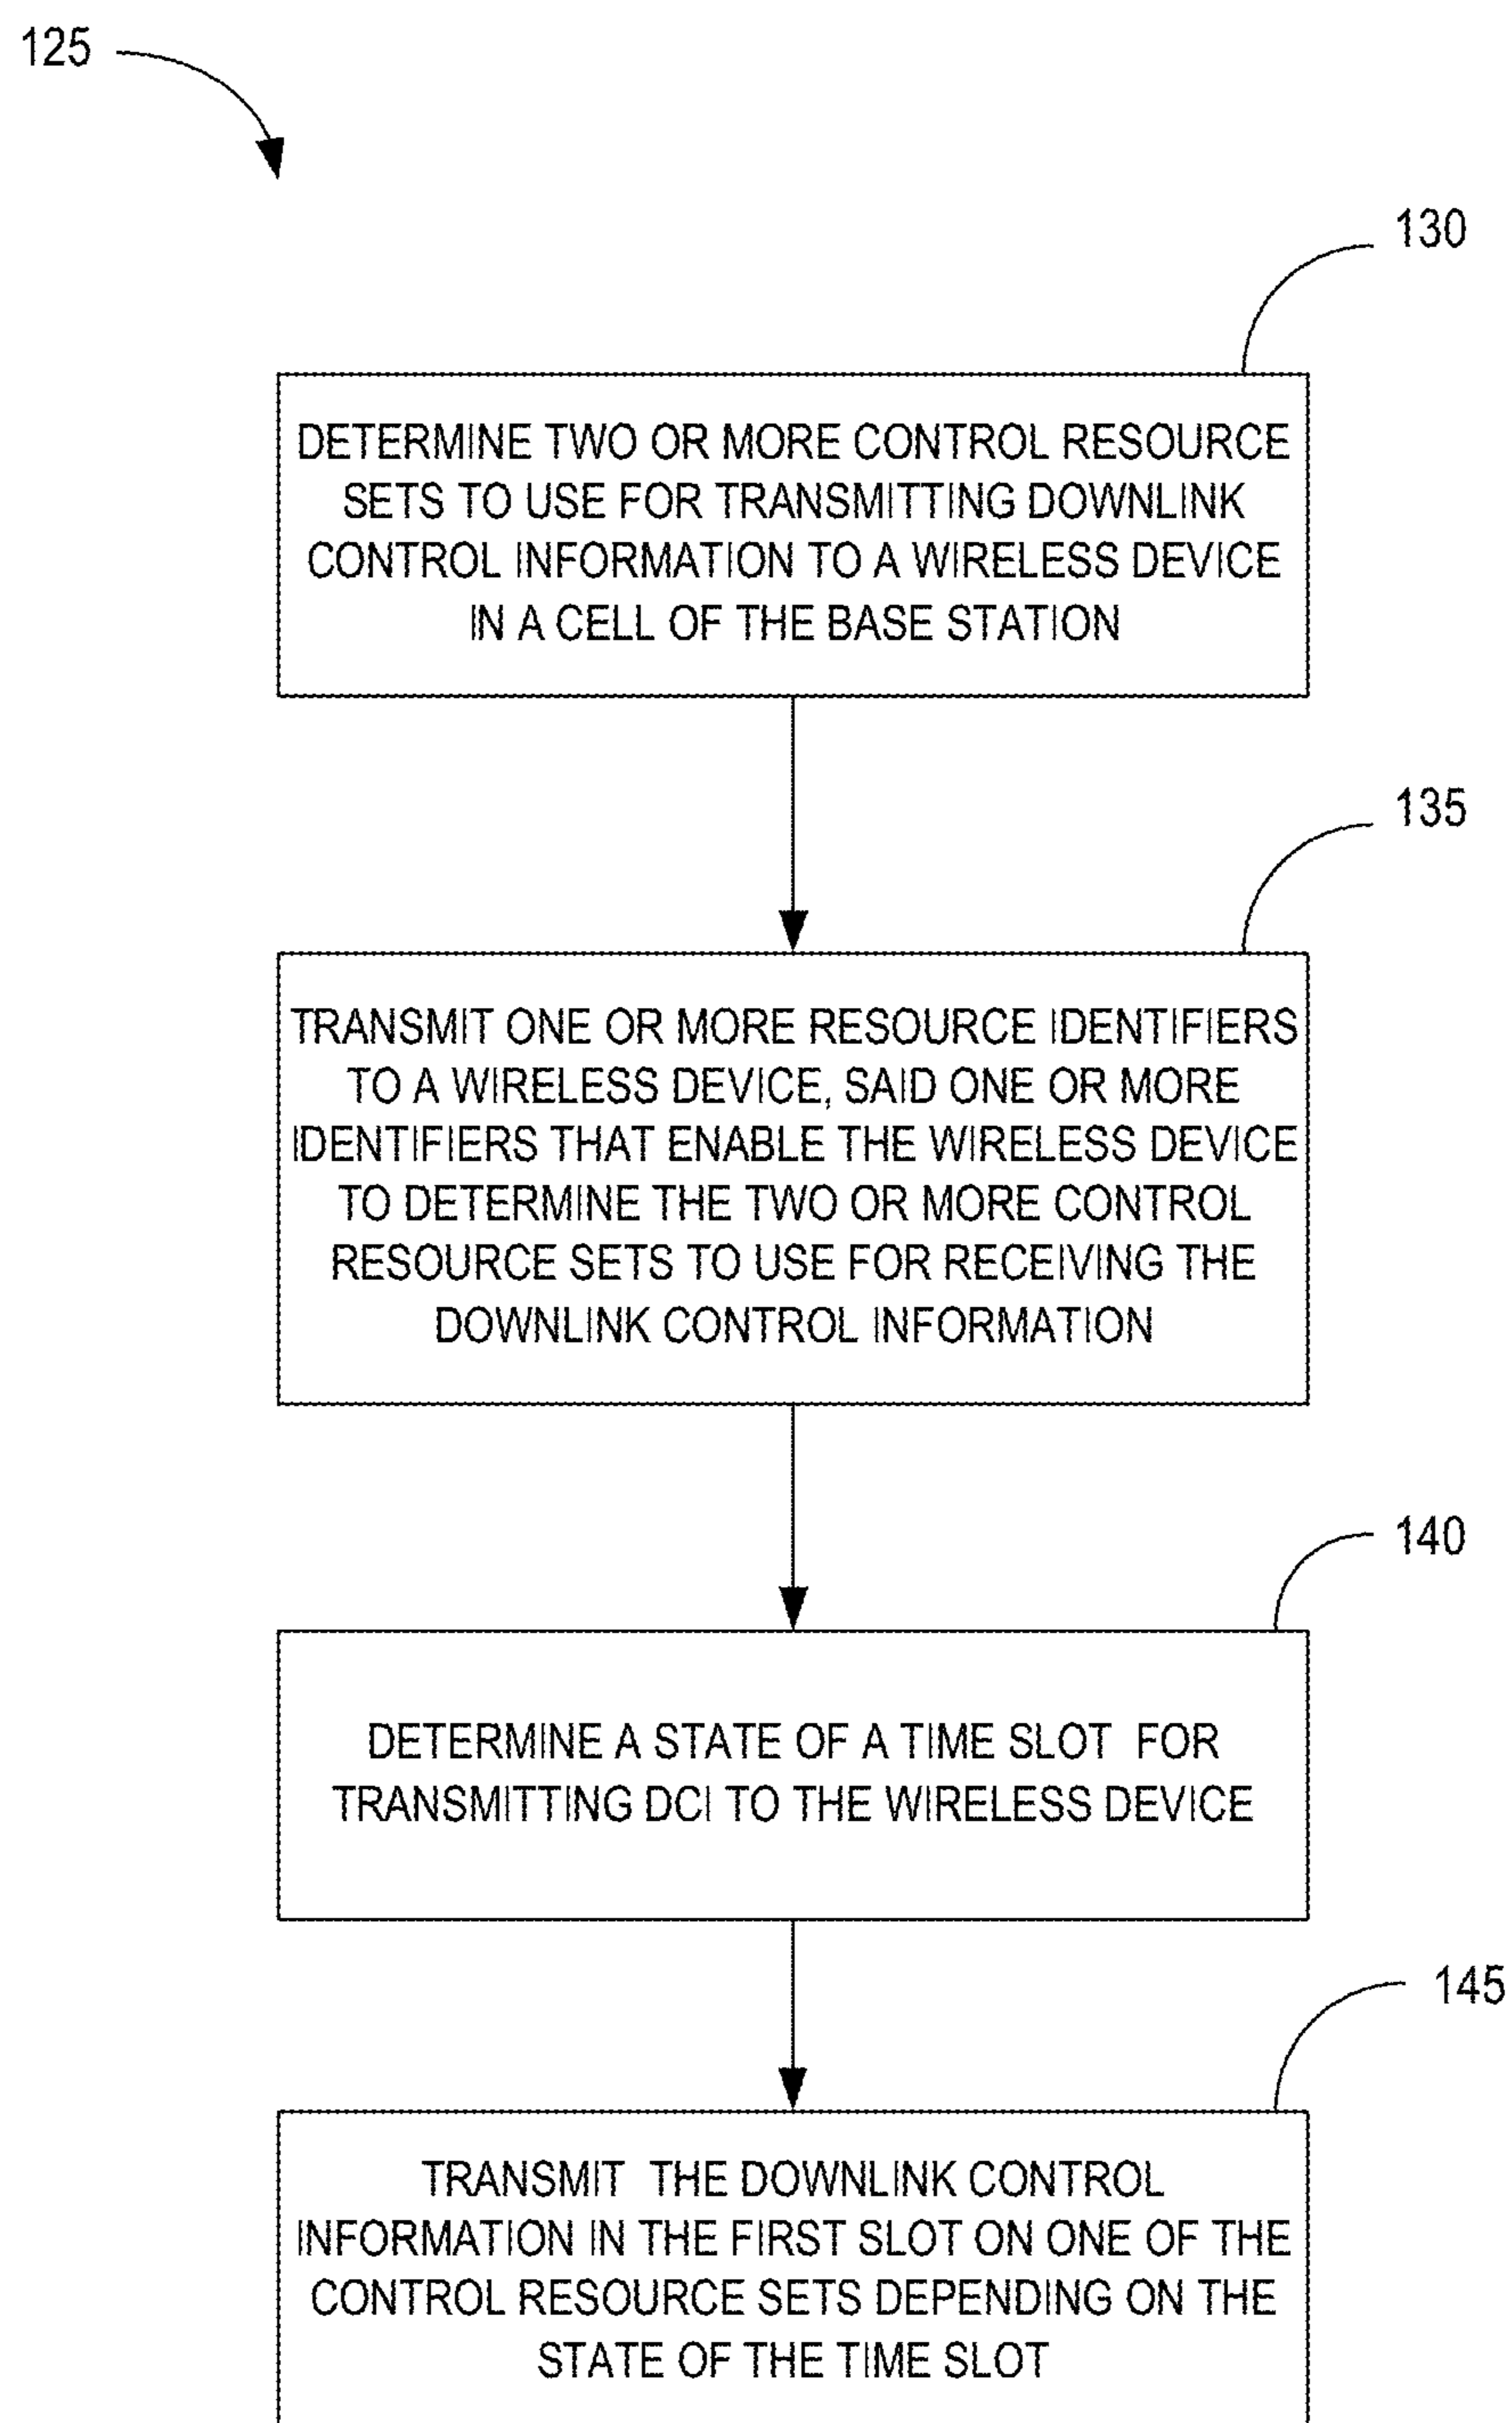 125
130
DETERMINE TWO OR MORE CONTROL RESOURCE
SETS TO USE FOR TRANSMITTING DOWNLINK
CONTROL INFORMATION TO A WIRELESS DEVICE
IN A CELL OF THE BASE STATION
135
TRANSMIT ONE OR MORE RESOURCE IDENTIFIERS
TO A WIRELESS DEVICE, SAID ONE OR MORE
IDENTIFIERS THAT ENABLE THE WIRELESS DEVICE
TO DETERMINE THE TWO OR MORE CONTROL
RESOURCE SETS TO USE FOR RECEIVING THE
DOWNLINK CONTROL INFORMATION
140
DETERMINE A STATE OF A TIME SLOT FOR
TRANSMITTING DCI TO THE WIRELESS DEVICE
145
TRANSMIT THE DOWNLINK CONTROL
INFORMATION IN THE FIRST SLOT ON ONE OF THE
CONTROL RESOURCE SETS DEPENDING ON THE
STATE OF THE TIME SLOT